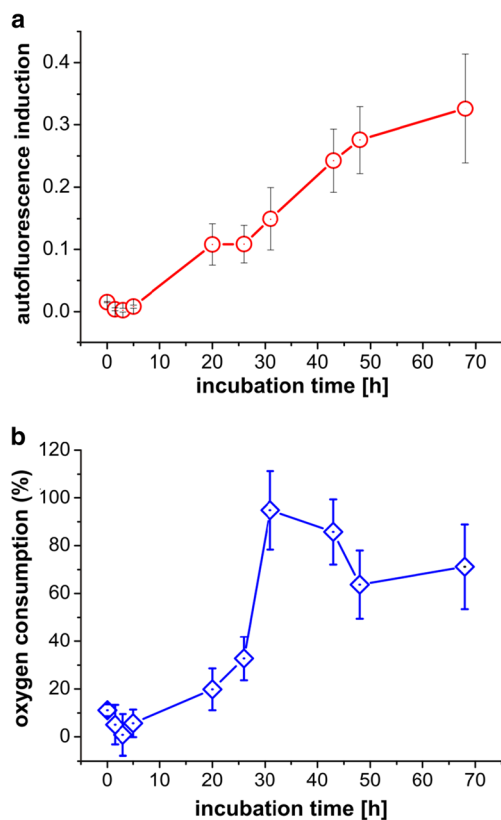 a
autofluorescence induction
0.4
0.3
0.2
0.1
0.0
0 10 20 30 40 50 60 70
incubation time [h]
b
oxygen consumption (%)
120
100
80
60
40
20
0
0 10 20 30 40 50 60 70
incubation time [h]